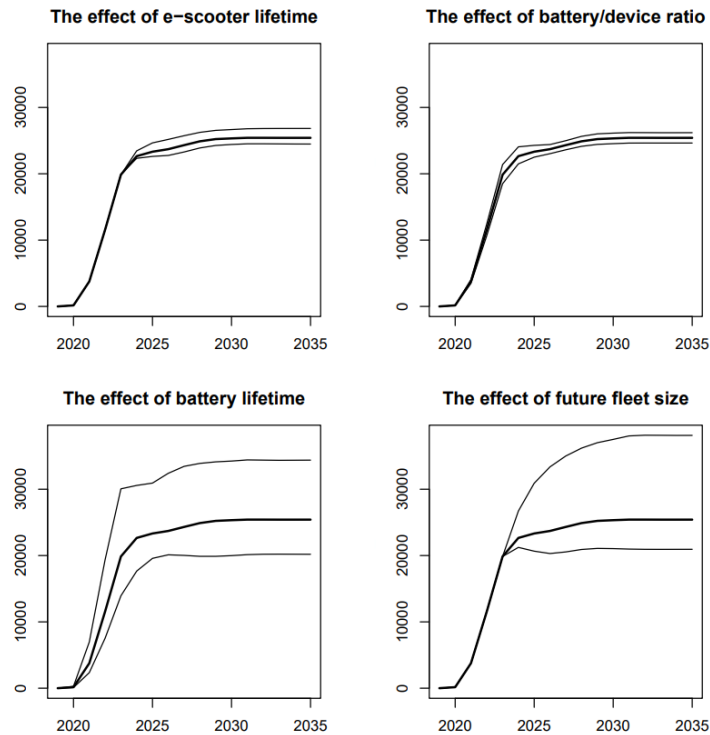 The effect of e−scooter lifetime
30000
20000
10000
0
2020 2025 2030 2035
The effect of battery/device ratio
30000
20000
10000
0
2020 2025 2030 2035
The effect of battery lifetime
30000
20000
10000
0
2020 2025 2030 2035
The effect of future fleet size
30000
20000
10000
0
2020 2025 2030 2035